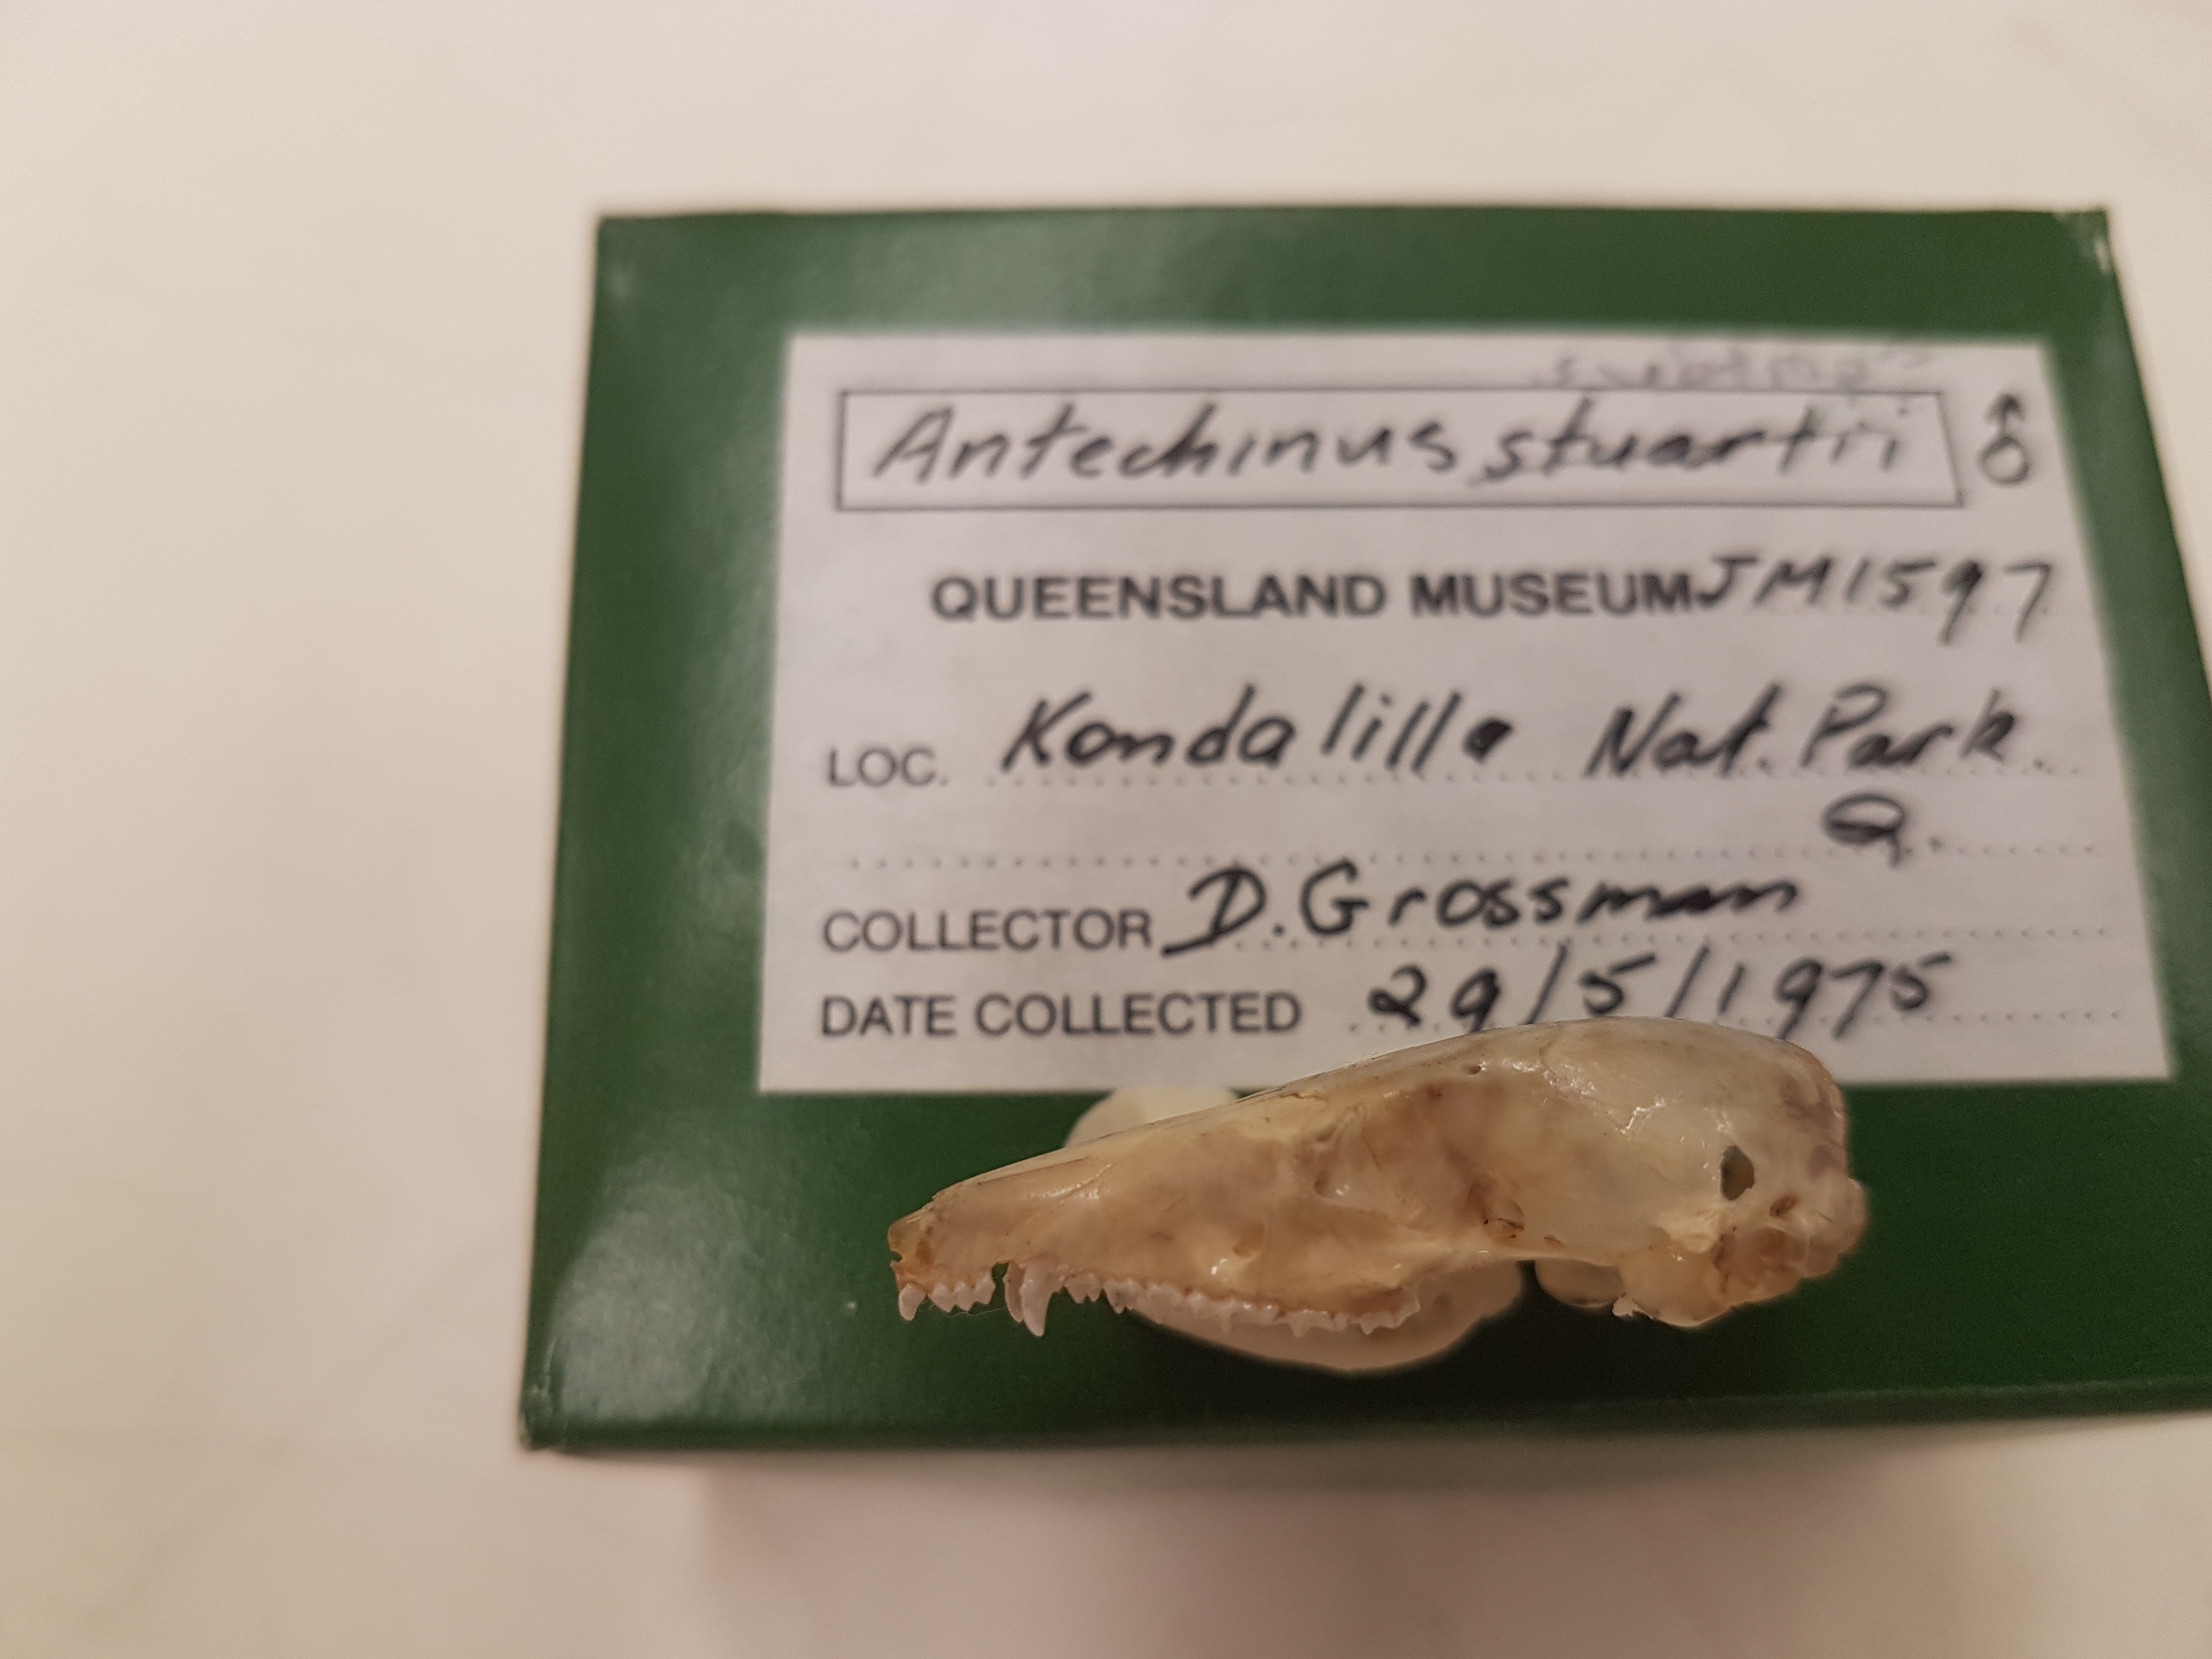 Antechinus stuartii ♂
QUEENSLAND MUSEUM JM1597
LOC. Kondalilla Nat. Park.
Q.
COLLECTOR D. Grossman
DATE COLLECTED 29/5/1975